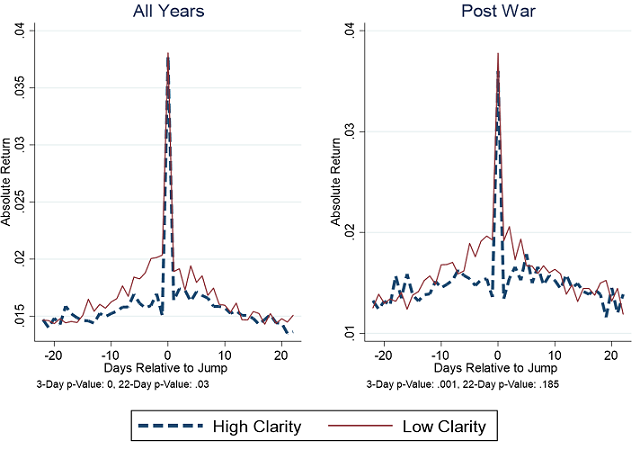 All Years
Absolute Return
.04
.035
.03
.025
.02
.015
-20 -10 0 10 20
Days Relative to Jump
3-Day p-Value: 0, 22-Day p-Value: .03
Post War
Absolute Return
.04
.03
.02
.01
-20 -10 0 10 20
Days Relative to Jump
3-Day p-Value: .001, 22-Day p-Value: .185
High Clarity Low Clarity